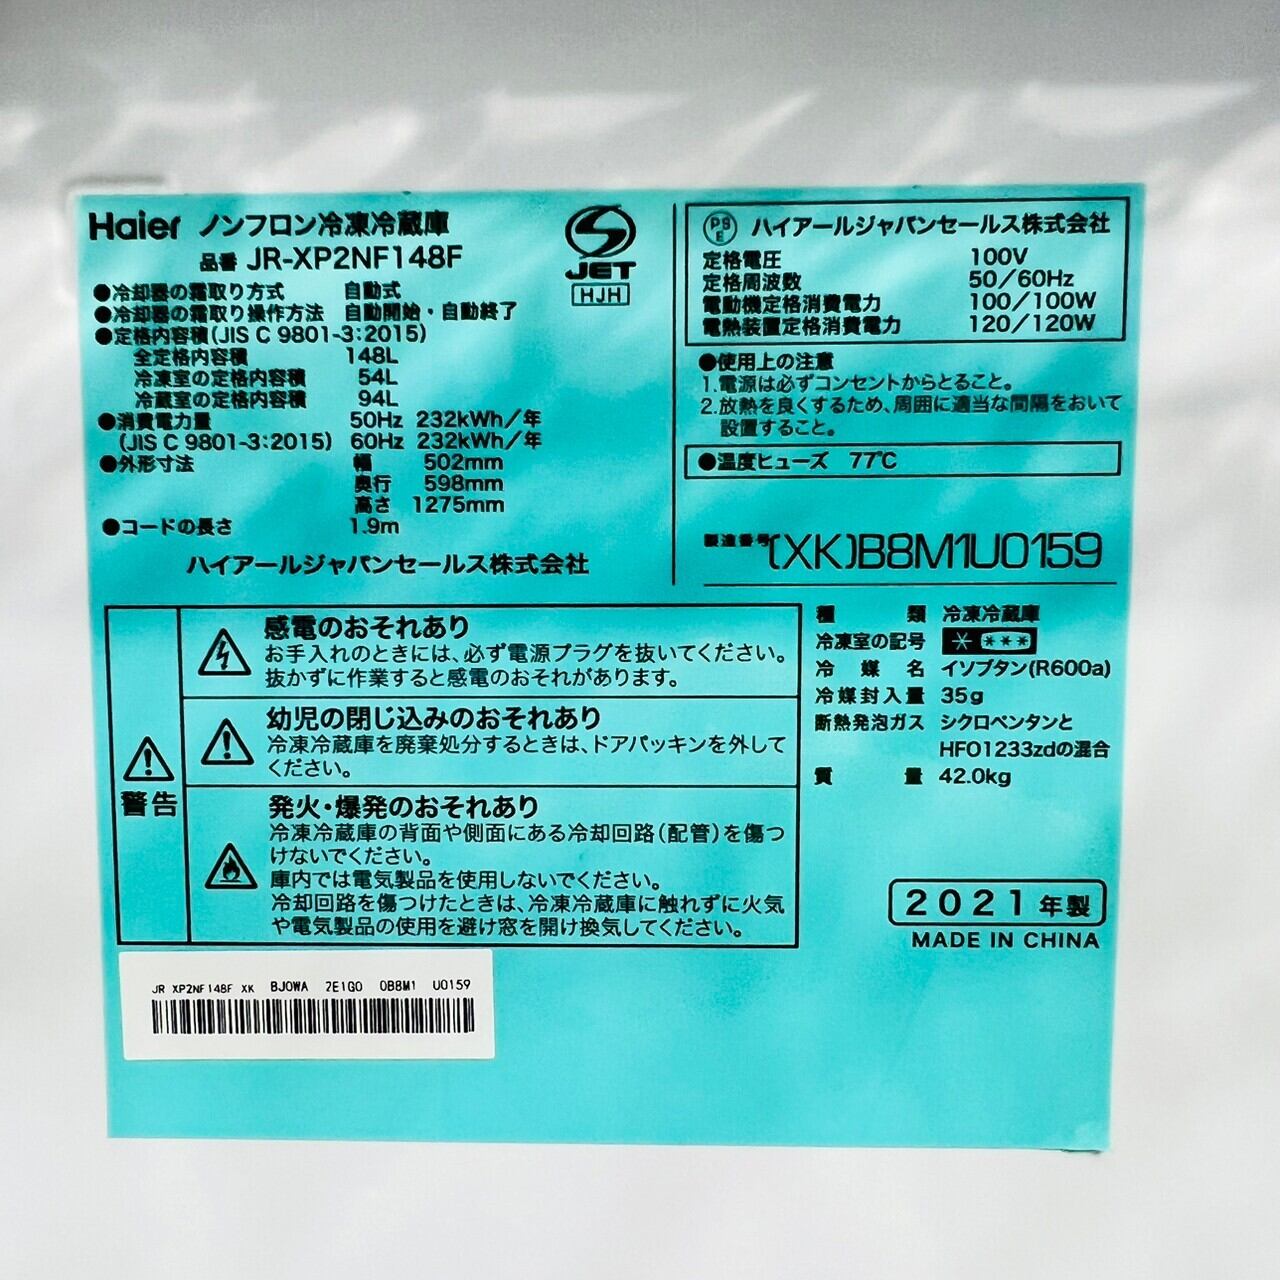 Haier ノンフロン冷凍冷蔵庫
品番 JR-XP2NF148F
JET
HJH
●冷却器の霜取り方式 自動式
●冷却器の霜取り操作方法 自動開始・自動終了
●定格内容積(JIS C 9801-3:2015)
全定格内容積 148L
冷凍室の定格内容積 54L
冷蔵室の定格内容積 94L
●消費電力量 50Hz 232kWh／年
(JIS C 9801-3:2015) 60Hz 232kWh／年
●外形寸法 幅 502mm
奥行 598mm
高さ 1275mm
●コードの長さ 1.9m
ハイアールジャパンセールス株式会社
PS E ハイアールジャパンセールス株式会社
定格電圧 100V
定格周波数 50／60Hz
電動機定格消費電力 100／100W
電熱装置定格消費電力 120／120W
●使用上の注意
1.電源は必ずコンセントからとること。
2.放熱を良くするため、周囲に適当な間隔をおいて
設置すること。
●温度ヒューズ 77℃
製造番号 (XK)B8M1U0159
警告
感電のおそれあり
お手入れのときには、必ず電源プラグを抜いてください。
抜かずに作業すると感電のおそれがあります。
幼児の閉じ込みのおそれあり
冷凍冷蔵庫を廃棄処分するときは、ドアパッキンを外して
ください。
発火・爆発のおそれあり
冷凍冷蔵庫の背面や側面にある冷却回路(配管)を傷つ
けないでください。
庫内では電気製品を使用しないでください。
冷却回路を傷つけたときは、冷凍冷蔵庫に触れずに火気
や電気製品の使用を避け窓を開け換気してください。
種類 冷凍冷蔵庫
冷凍室の記号 * ***
冷媒名 イソブタン(R600a)
冷媒封入量 35g
断熱発泡ガス シクロペンタンと
HFO1233zdの混合
質量 42.0kg
2021年製
MADE IN CHINA
JR XP2NF148F XK BJ0WA 2E1G0 0B8M1 U0159